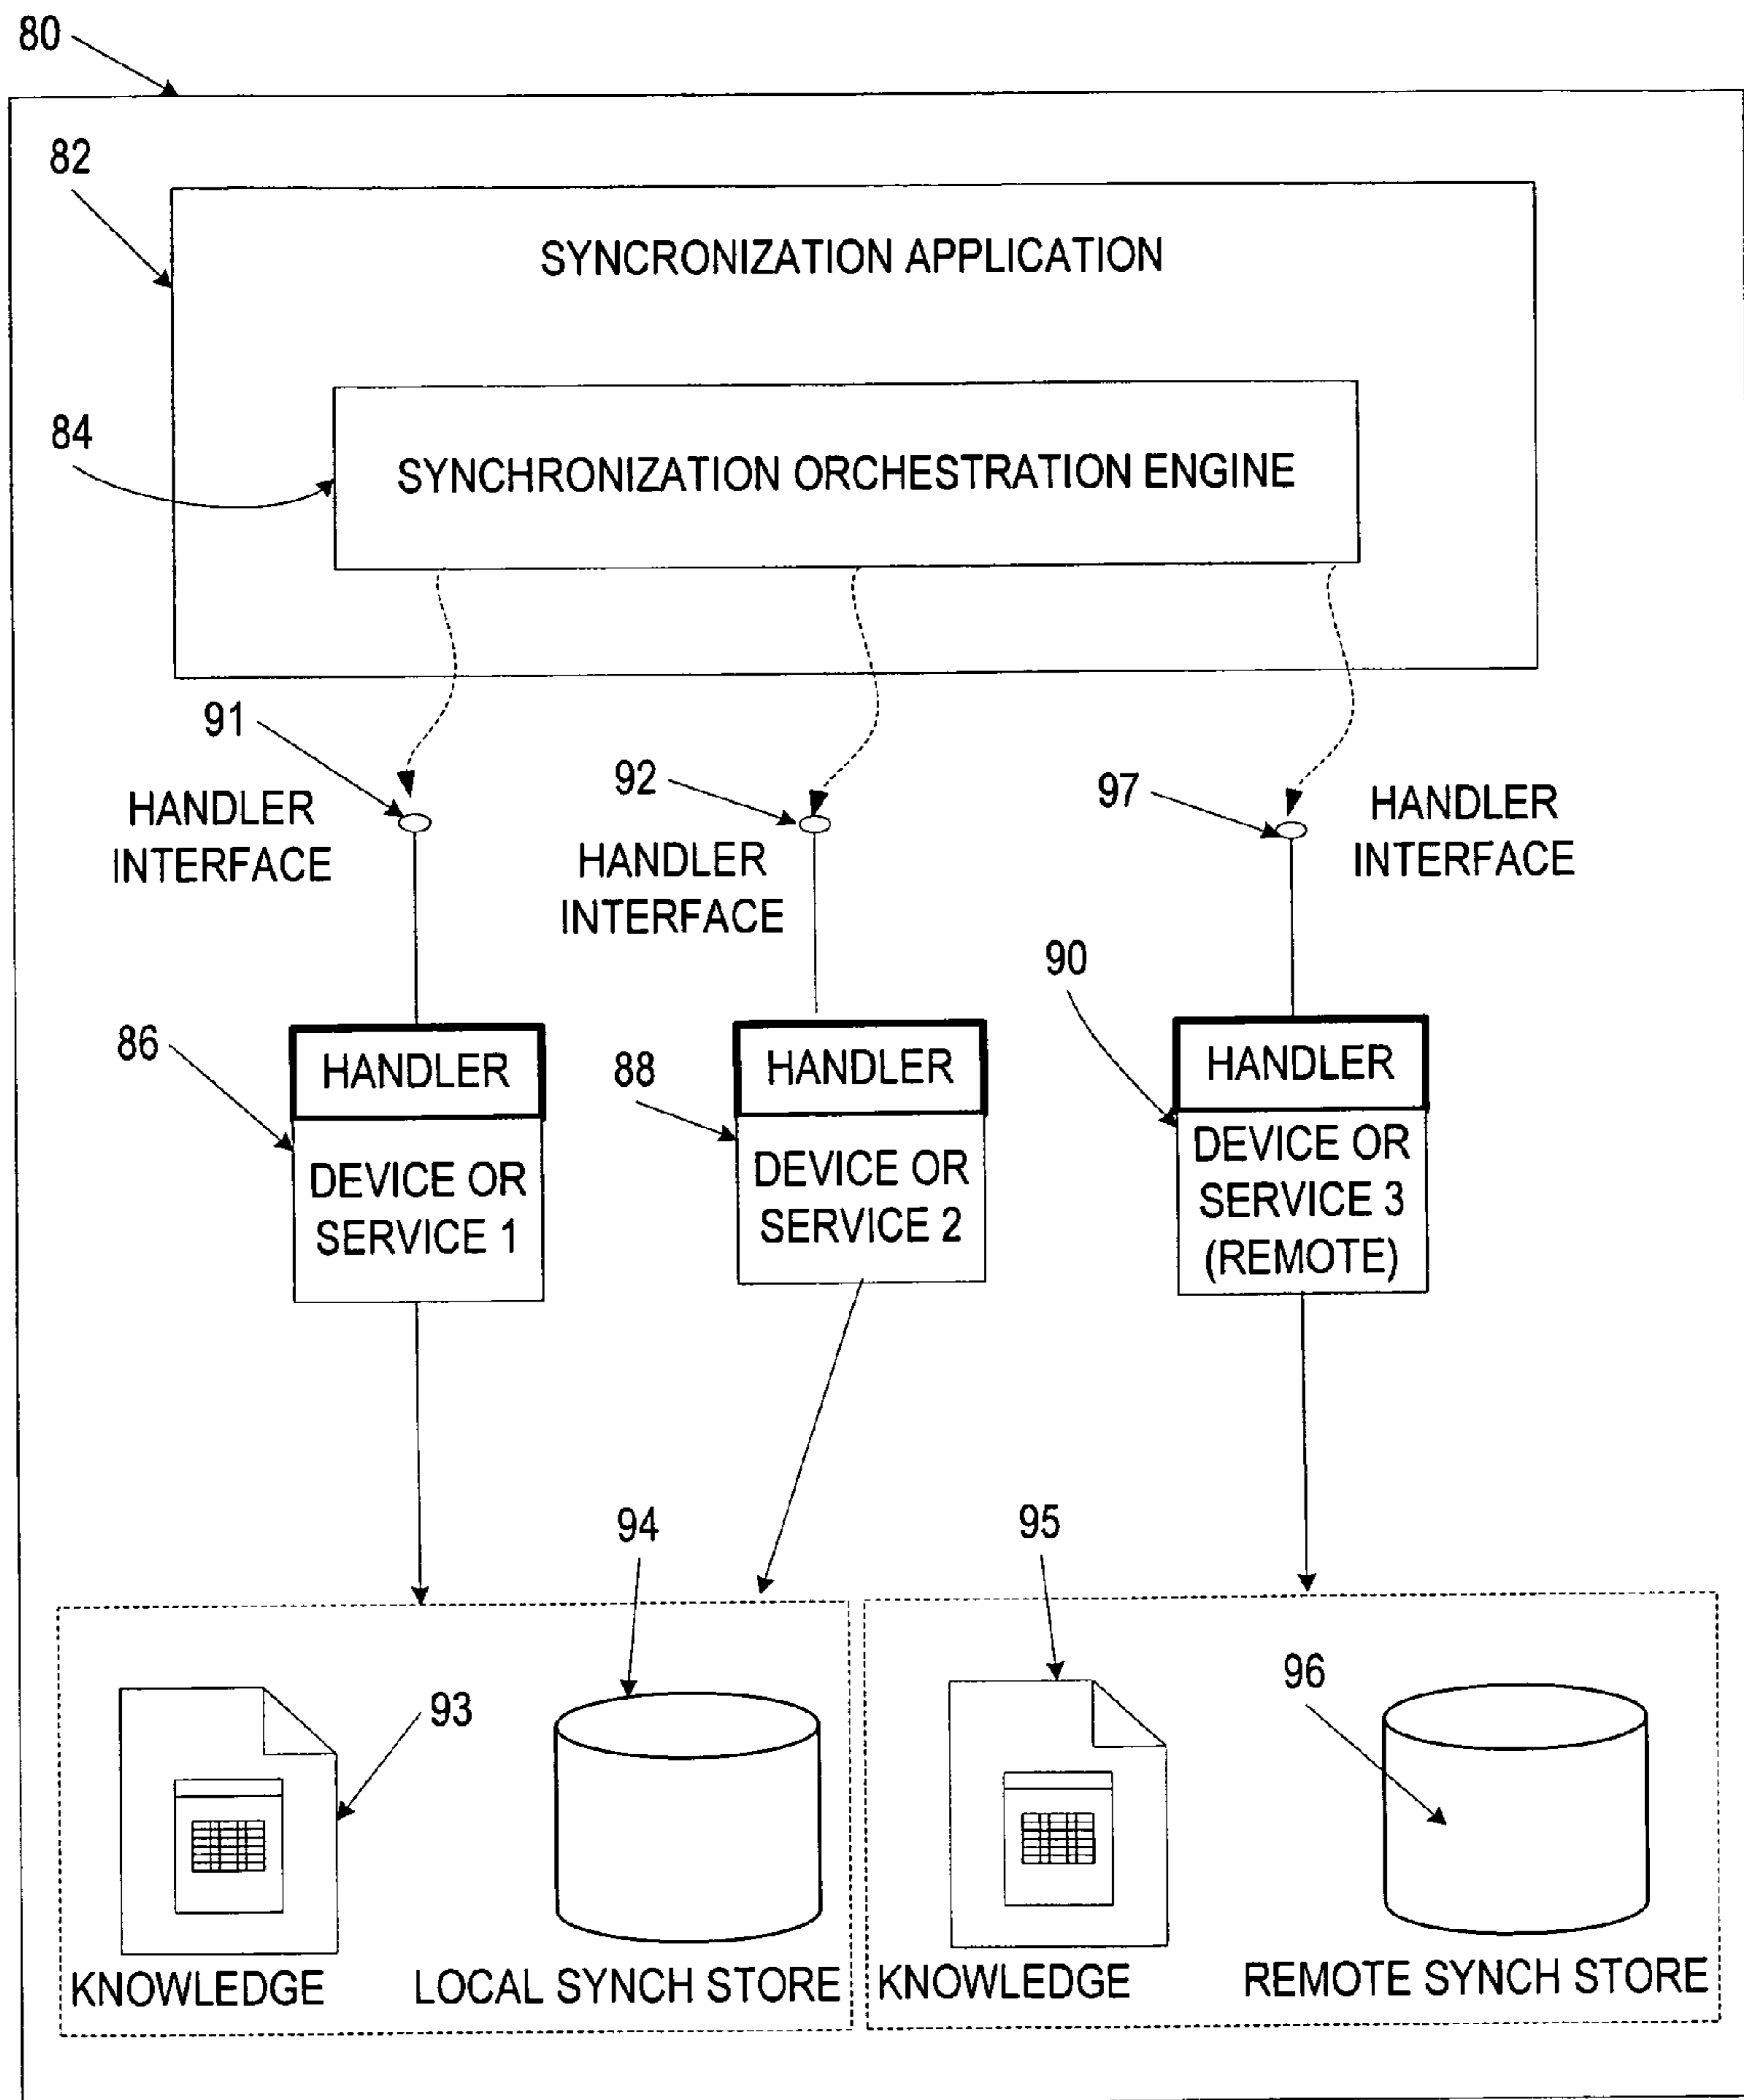 80
82
SYNCRONIZATION APPLICATION
84
SYNCHRONIZATION ORCHESTRATION ENGINE
91
HANDLER
INTERFACE
92
HANDLER
INTERFACE
97
HANDLER
INTERFACE
86
HANDLER
DEVICE OR
SERVICE 1
88
HANDLER
DEVICE OR
SERVICE 2
90
HANDLER
DEVICE OR
SERVICE 3
(REMOTE)
94
95
93
96
KNOWLEDGE
LOCAL SYNCH STORE
KNOWLEDGE
REMOTE SYNCH STORE